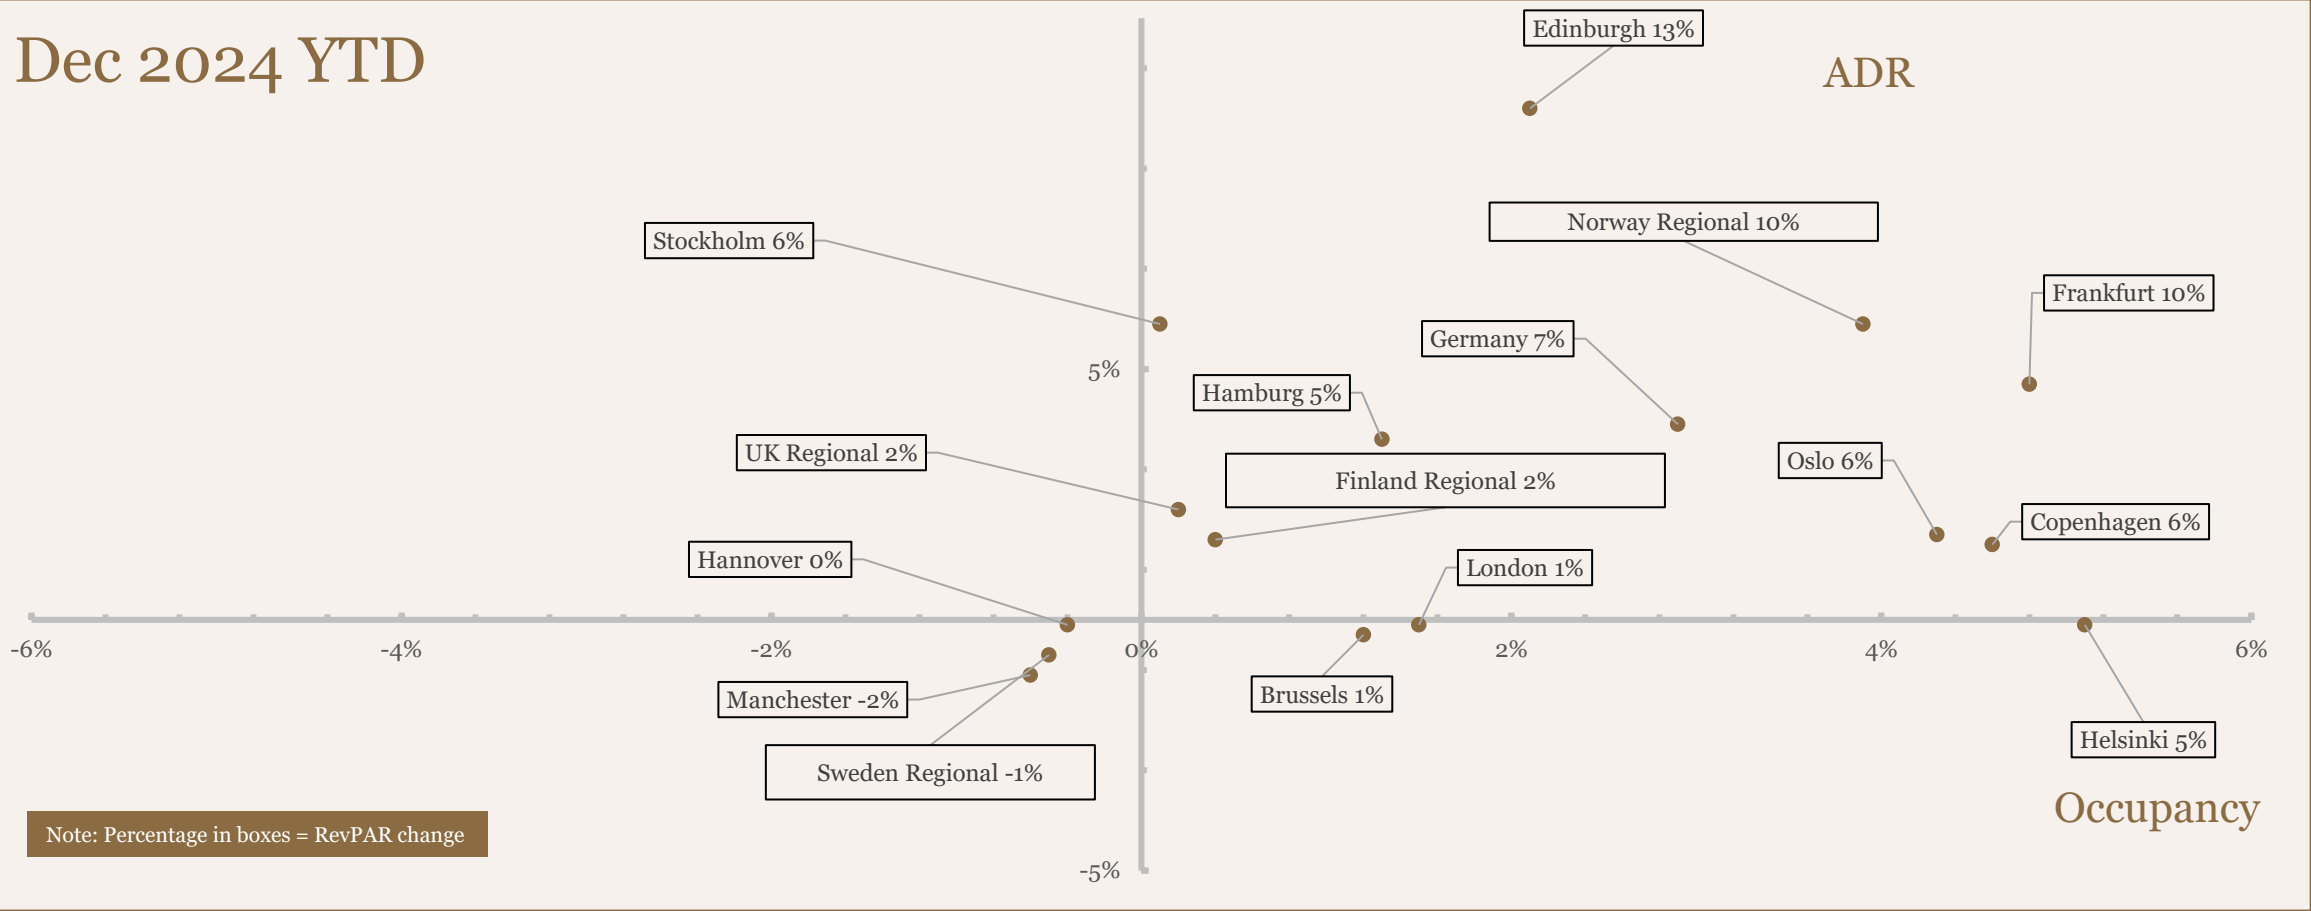 Dec 2024 YTD
Edinburgh 13%
ADR
Norway Regional 10%
Stockholm 6%
Frankfurt 10%
Germany 7%
5%
Hamburg 5%
UK Regional 2%
Oslo 6%
Finland Regional 2%
Copenhagen 6%
Hannover 0%
London 1%
-6%
-4%
-2%
0%
2%
4%
6%
Manchester -2%
Brussels 1%
Helsinki 5%
Sweden Regional -1%
Occupancy
Note: Percentage in boxes = RevPAR change
-5%